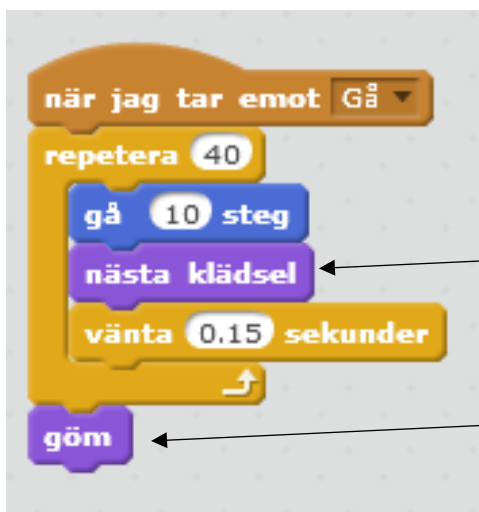 när jag tar emot Gå
repetera 40
gå 10 steg
nästa klädsel
vänta 0.15 sekunder
göm